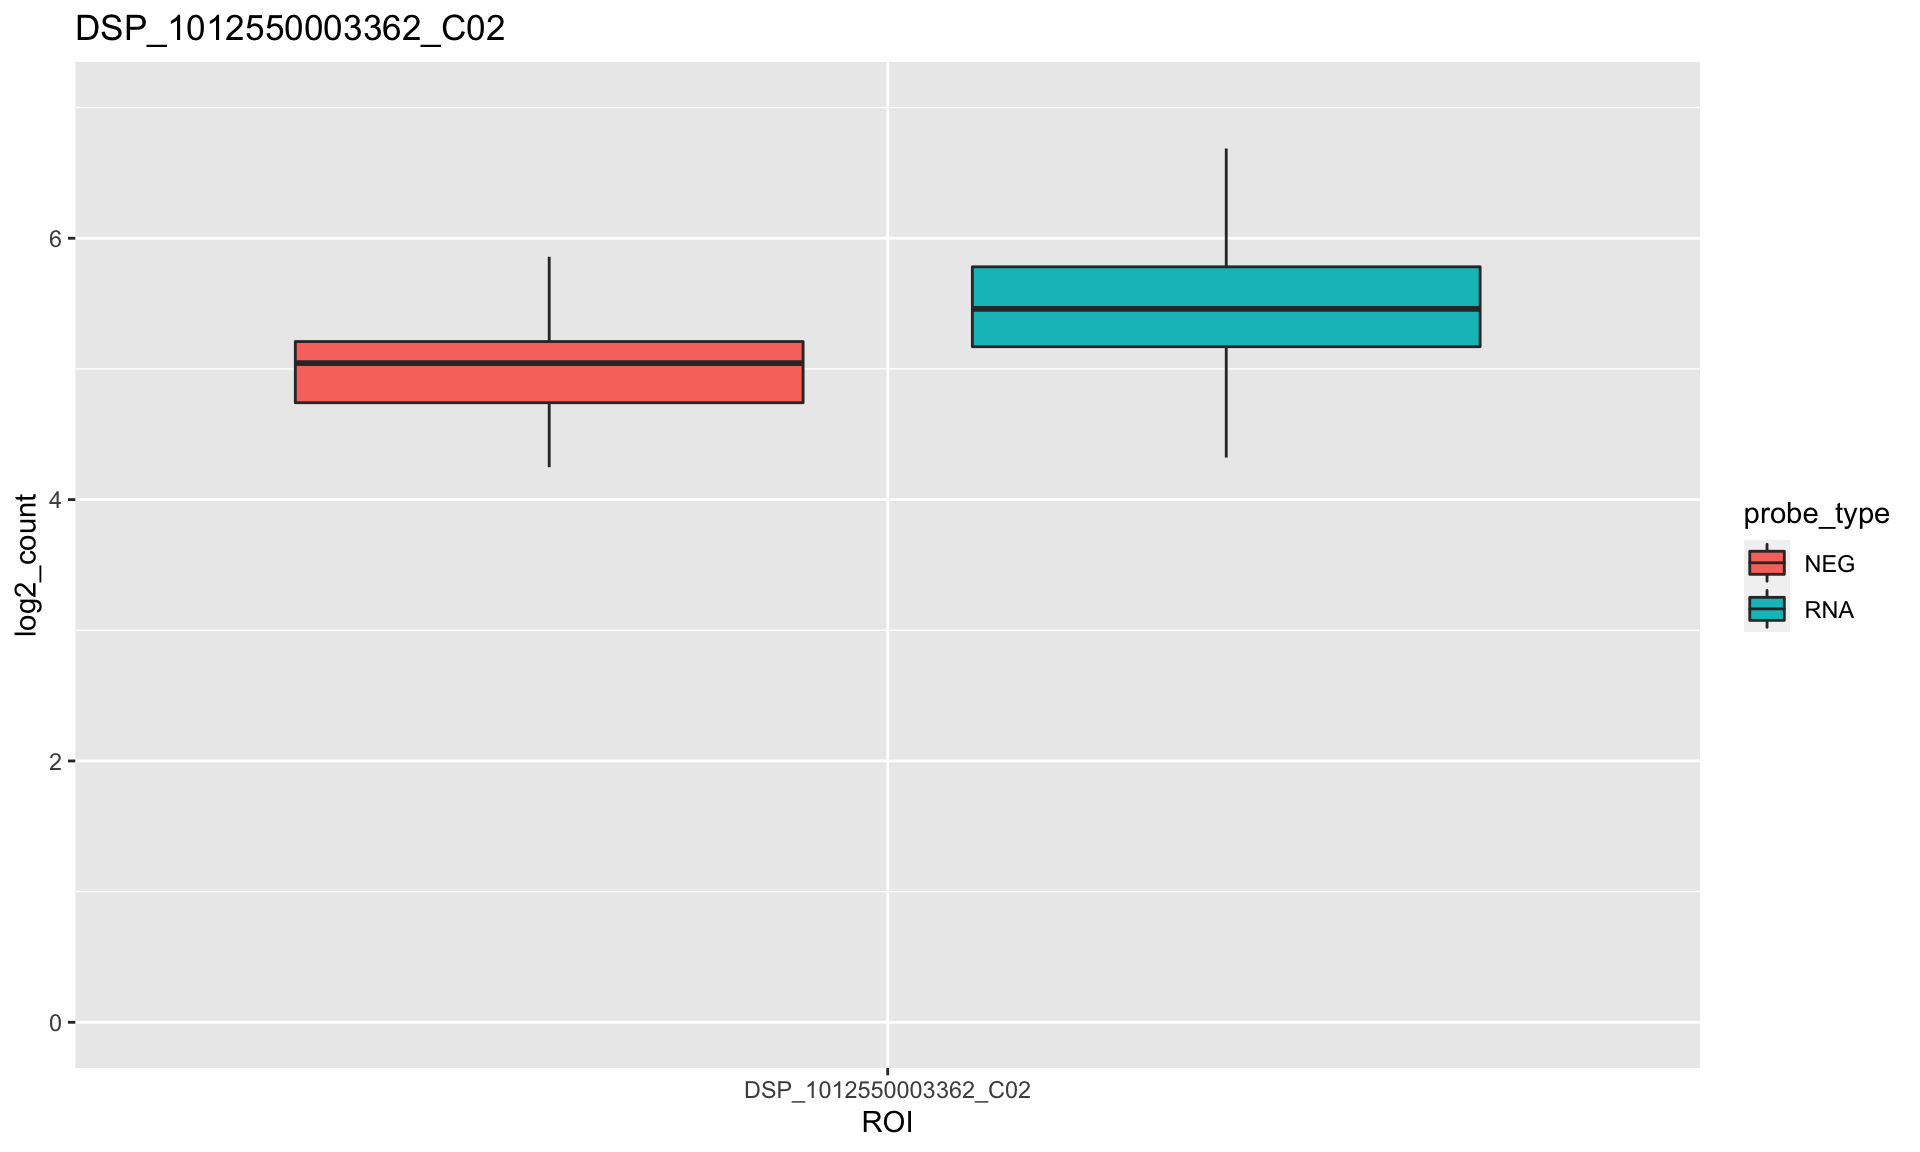 DSP_1012550003362_C02
log2_count
6
4
2
0
DSP_1012550003362_C02
ROI
probe_type
NEG
RNA